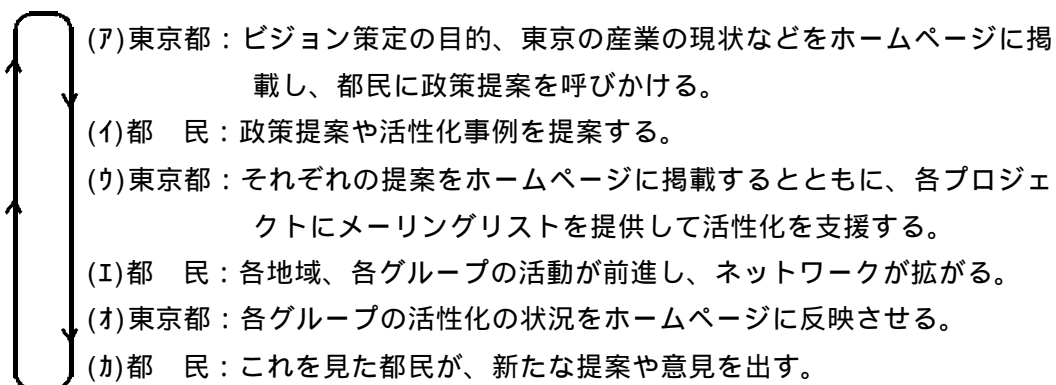 (ｱ)東京都：ビジョン策定の目的、東京の産業の現状などをホームページに掲
載し、都民に政策提案を呼びかける。
(ｲ)都　民：政策提案や活性化事例を提案する。
(ｳ)東京都：それぞれの提案をホームページに掲載するとともに、各プロジェ
クトにメーリングリストを提供して活性化を支援する。
(ｴ)都　民：各地域、各グループの活動が前進し、ネットワークが拡がる。
(ｵ)東京都：各グループの活性化の状況をホームページに反映させる。
(ｶ)都　民：これを見た都民が、新たな提案や意見を出す。